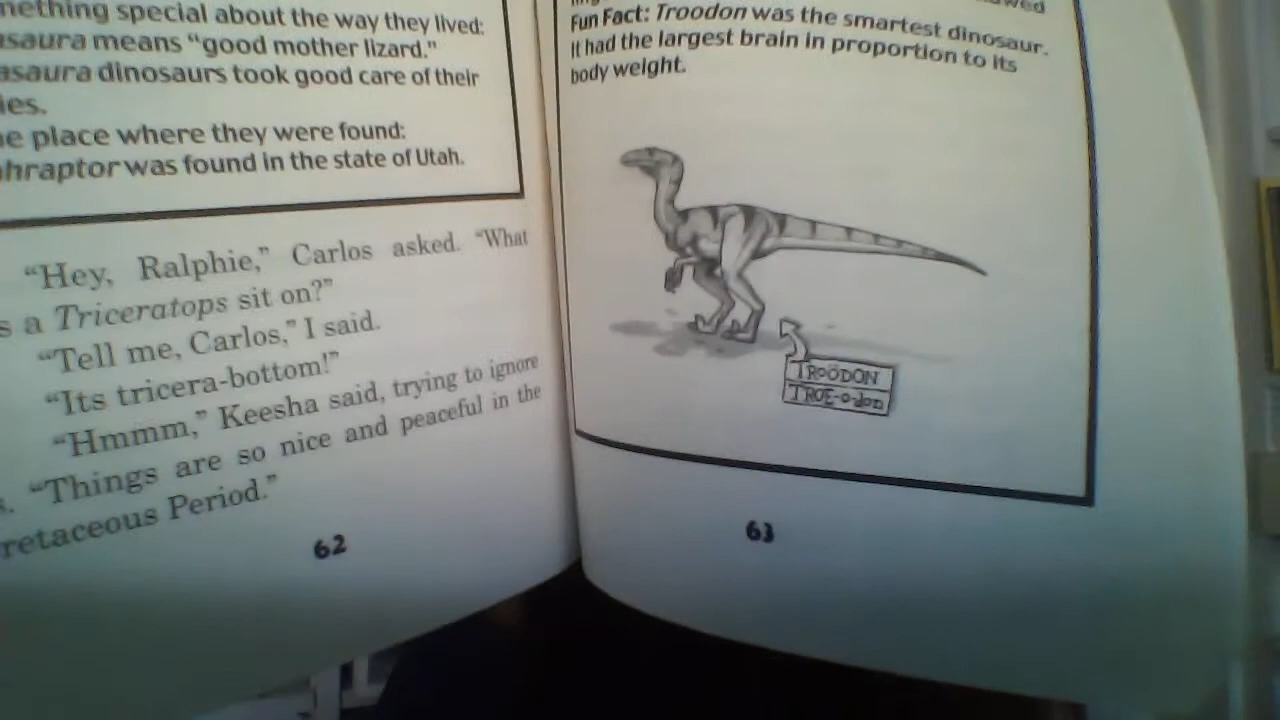 mething special about the way they lived:
asaura means “good mother lizard.”
asaura dinosaurs took good care of their
ies.
e place where they were found:
hraptor was found in the state of Utah.
“Hey, Ralphie,” Carlos asked. “What
s a Triceratops sit on?”
“Tell me, Carlos,” I said.
“Its tricera-bottom!”
“Hmmm,” Keesha said, trying to ignore
s. “Things are so nice and peaceful in the
retaceous Period.”
62
Fun Fact: Troodon was the smartest dinosaur.
It had the largest brain in proportion to its
body weight.
TROODON
TROE-o-don
63